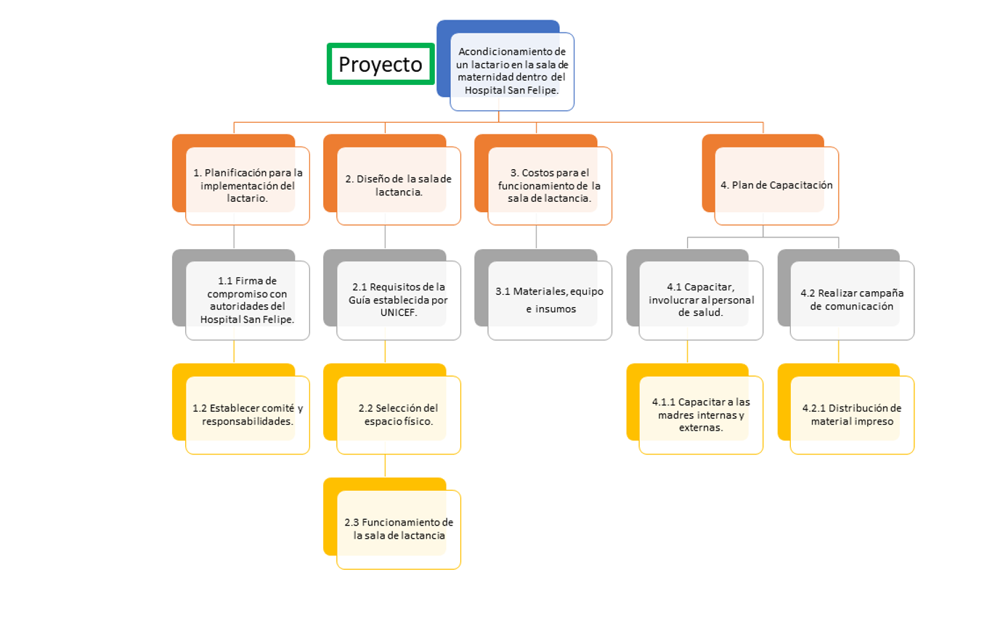 Proyecto
Acondicionamiento de
un lactario en la sala de
maternidad dentro del
Hospital San Felipe.
1. Planificación para la
implementación del
lactario.
2. Diseño de la sala de
lactancia.
3. Costos para el
funcionamiento de la
sala de lactancia.
4. Plan de Capacitación
1.1 Firma de
compromiso con
autoridades del
Hospital San Felipe.
2.1 Requisitos de la
Guía establecida por
UNICEF.
3.1 Materiales, equipo
e insumos
4.1 Capacitar,
involucrar al personal
de salud.
4.2 Realizar campaña
de comunicación
1.2 Establecer comité y
responsabilidades.
2.2 Selección del
espacio físico.
4.1.1 Capacitar a las
madres internas y
externas.
4.2.1 Distribución de
material impreso
2.3 Funcionamiento de
la sala de lactancia